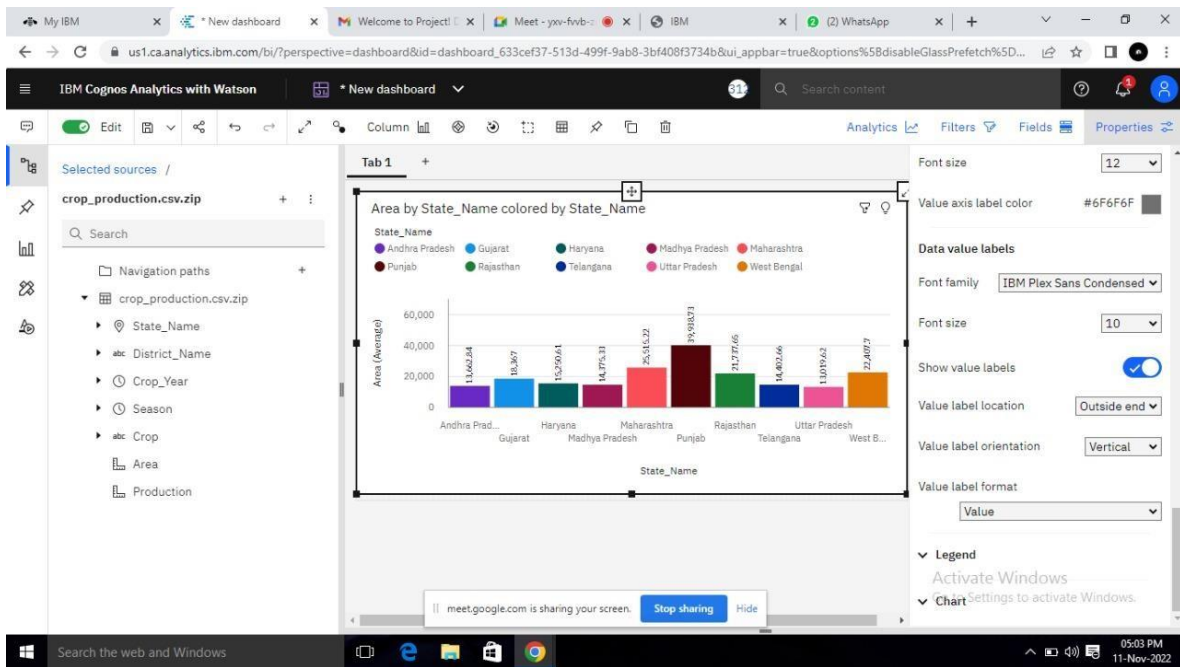 My IBM
* New dashboard
Welcome to Project!
Meet - yxv-fvvb-
IBM
(2) WhatsApp
us1.ca.analytics.ibm.com/bi/?perspective=dashboard&id=dashboard_633cef37-513d-499f-9ab8-3bf408f3734b&ui_appbar=true&options%5BdisableGlassPrefetch%5D...
IBM Cognos Analytics with Watson
* New dashboard
Search content
Edit
Column
Analytics
Filters
Fields
Properties
Selected sources /
crop_production.csv.zip
Search
Navigation paths
crop_production.csv.zip
State_Name
abc District_Name
Crop_Year
Season
abc Crop
Area
Production
Tab 1 +
Area by State_Name colored by State_Name
State_Name
Andhra Pradesh Gujarat Haryana Madhya Pradesh Maharashtra
Punjab Rajasthan Telangana Uttar Pradesh West Bengal
Area (Average)
60,000
40,000
20,000
0
13,662.84 18,367 15,250.61 14,375.33 25,515.22 39,938.73 21,737.65 14,402.66 13,019.62 22,407.7
Andhra Prad... Haryana Maharashtra Rajasthan Uttar Pradesh
Gujarat Madhya Pradesh Punjab Telangana West B...
State_Name
Font size 12
Value axis label color #6F6F6F
Data value labels
Font family IBM Plex Sans Condensed
Font size 10
Show value labels
Value label location Outside end
Value label orientation Vertical
Value label format
Value
Legend
Chart
Activate Windows
Go to Settings to activate Windows.
meet.google.com is sharing your screen. Stop sharing Hide
Search the web and Windows
05:03 PM
11-Nov-2022